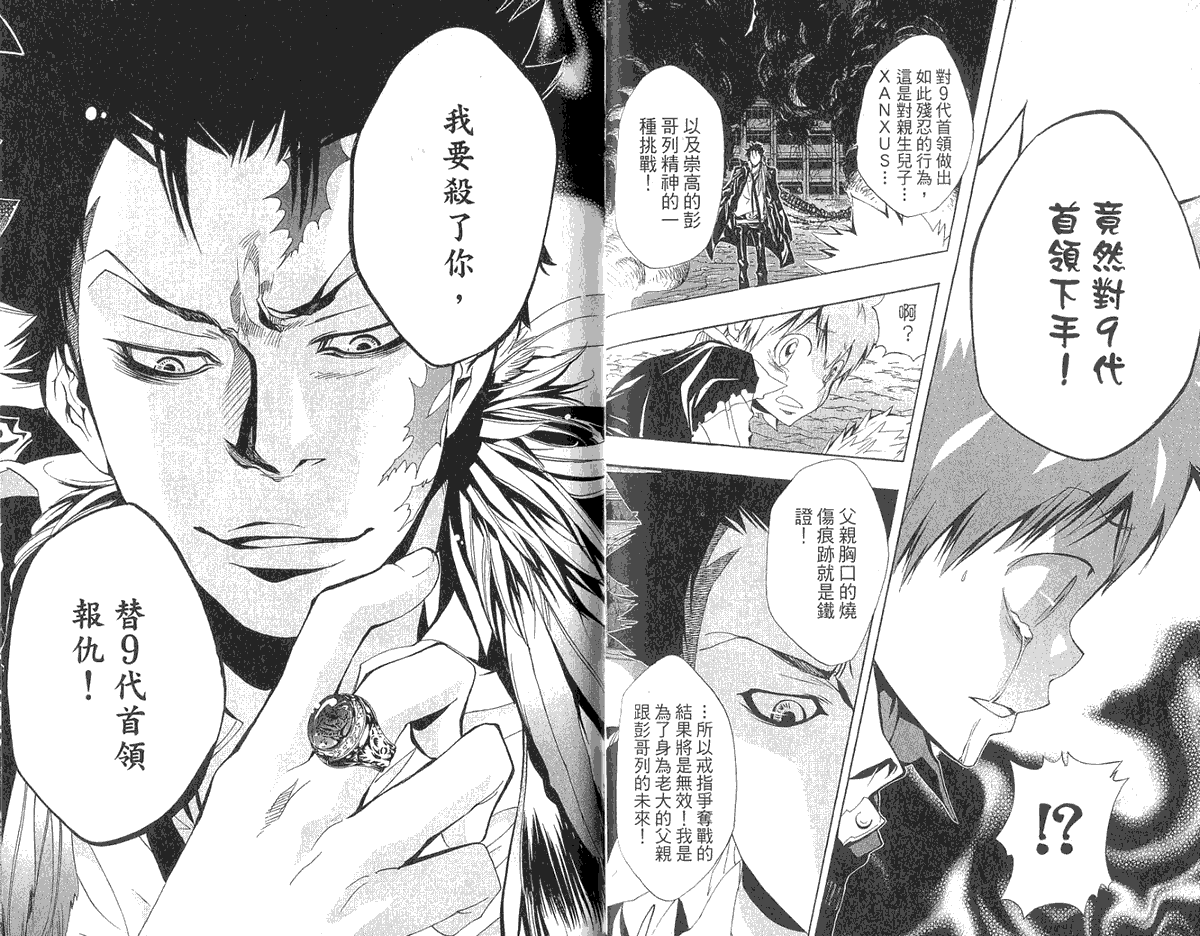 竟然對9代
首領下手！
!?
對9代首領做出
如此殘忍的行為，
這是對親生兒子…
XANXUS…
以及崇高的彭
哥列精神的一
種挑戰！
啊？
父親胸口的燒
傷痕跡就是鐵
證！
…所以戒指爭奪戰的
結果將是無效！我是
為了身為老大的父親
跟彭哥列的未來！
我要殺了你，
替9代首領
報仇！